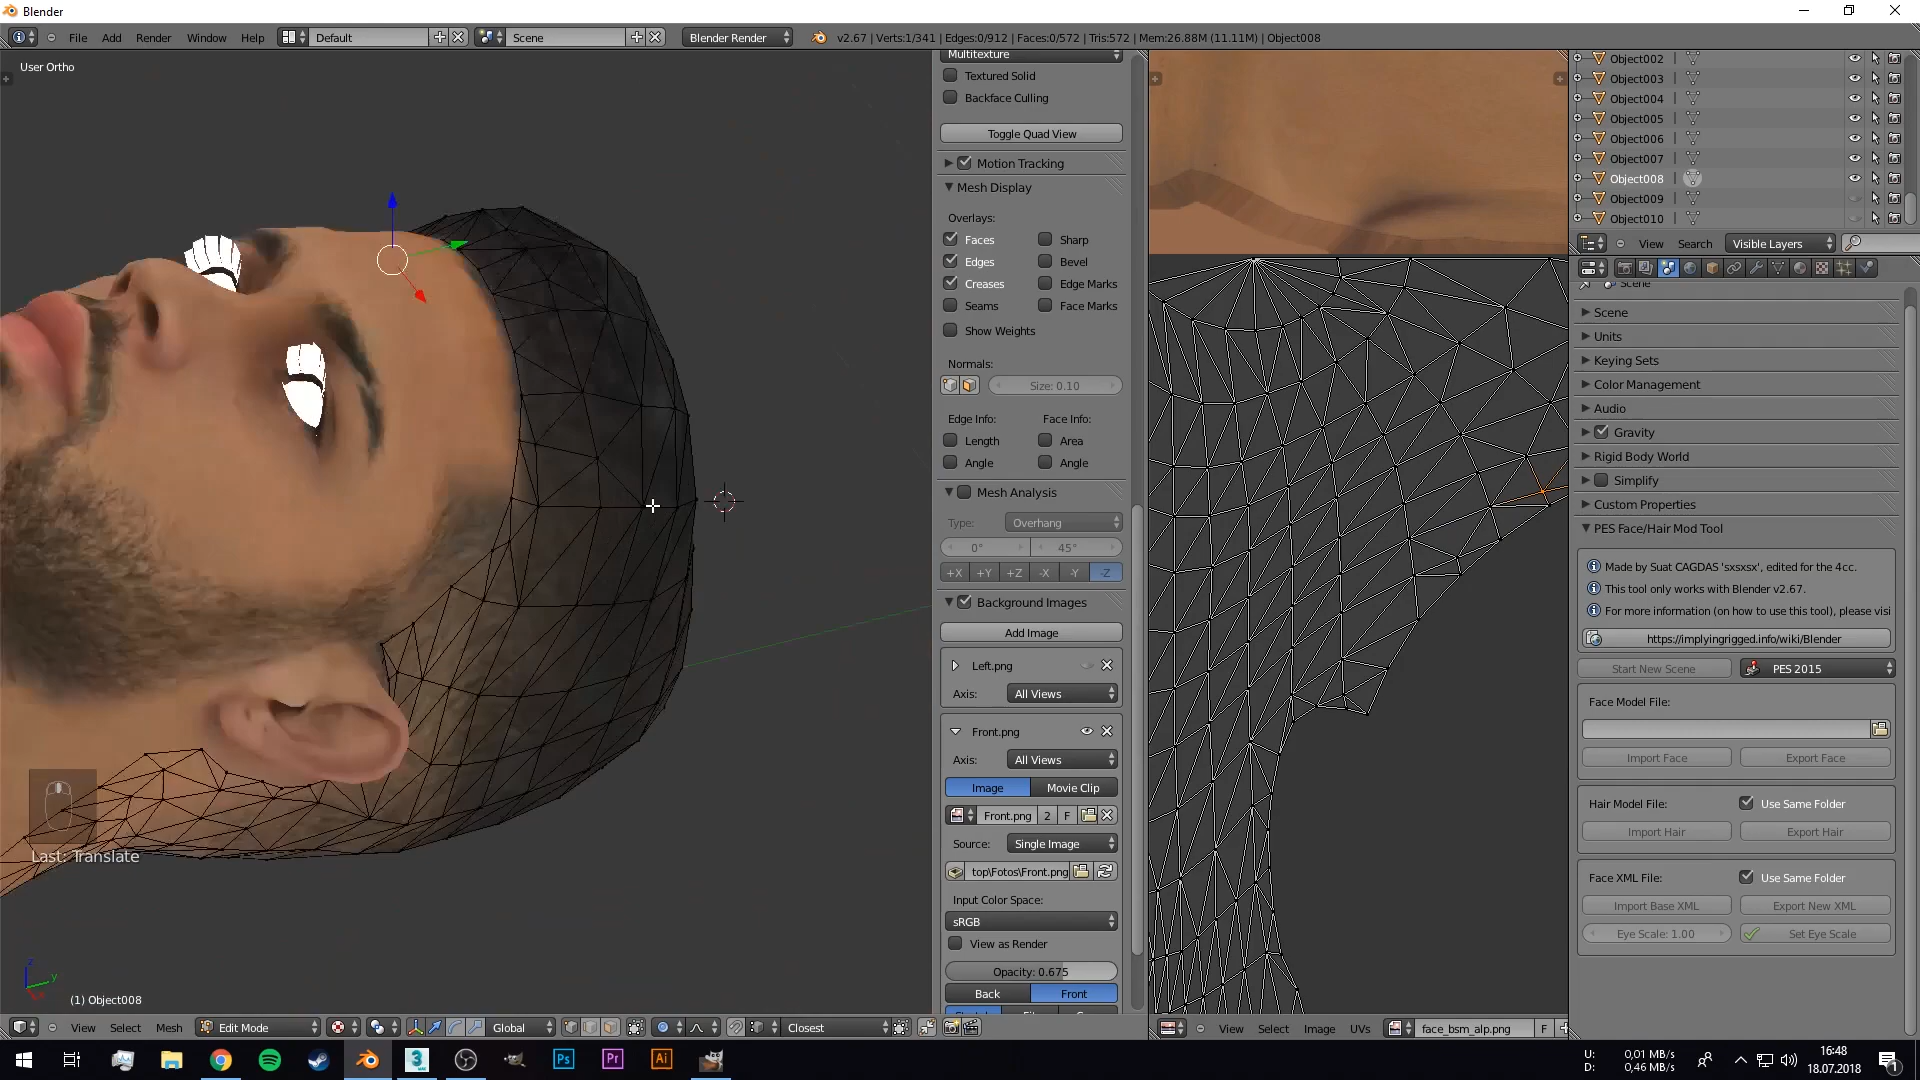 Blender
File Add Render Window Help Default Scene Blender Render v2.67 | Verts:1/341 | Edges:0/912 | Faces:0/572 | Tris:572 | Mem:26.88M (11.11M) | Object008
User Ortho
Multitexture
Textured Solid
Backface Culling
Toggle Quad View
Motion Tracking
Mesh Display
Overlays:
Faces Sharp
Edges Bevel
Creases Edge Marks
Seams Face Marks
Show Weights
Normals:
Size: 0.10
Edge Info: Face Info:
Length Area
Angle Angle
Mesh Analysis
Type: Overhang
0° 45°
+X +Y +Z -X -Y -Z
Background Images
Add Image
Left.png
Axis: All Views
Front.png
Axis: All Views
Image Movie Clip
Front.png 2 F
Source: Single Image
top\Fotos\Front.png
Input Color Space:
sRGB
View as Render
Opacity: 0.675
Back Front
Object002
Object003
Object004
Object005
Object006
Object007
Object008
Object009
Object010
View Search Visible Layers
Scene
Scene
Units
Keying Sets
Color Management
Audio
Gravity
Rigid Body World
Simplify
Custom Properties
PES Face/Hair Mod Tool
Made by Suat CAGDAS 'sxsxsx', edited for the 4cc.
This tool only works with Blender v2.67.
For more information (on how to use this tool), please visi
https://implyingrigged.info/wiki/Blender
Start New Scene PES 2015
Face Model File:
Import Face Export Face
Hair Model File: Use Same Folder
Import Hair Export Hair
Face XML File: Use Same Folder
Import Base XML Export New XML
Eye Scale: 1.00 Set Eye Scale
Last: Translate
z y
(1) Object008
View Select Mesh Edit Mode Global Closest
View Select Image UVs face_bsm_alp.png F
3 Ps Pr Ai
U: 0,01 MB/s
D: 0,46 MB/s
16:48
18.07.2018
1